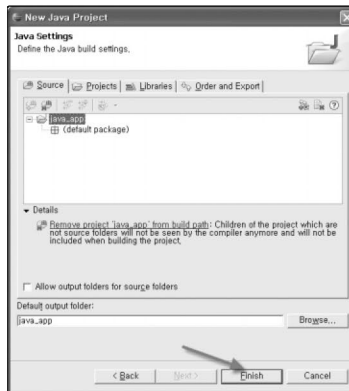 New Java Project
Java Settings
Define the Java build settings.
Source Projects Libraries Order and Export
java_app
(default package)
Details
Remove project 'java_app' from build path: Children of the project which are
not source folders will not be seen by the compiler anymore and will not be
included when building the project.
Allow output folders for source folders
Default output folder:
java_app Browse...
< Back Next > Finish Cancel